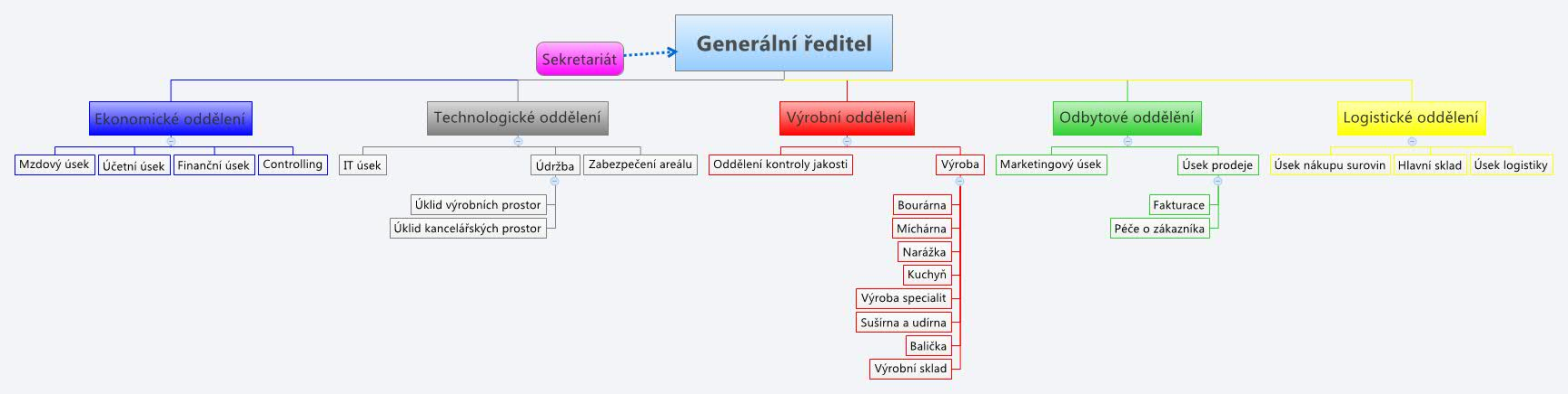 Generální ředitel
Sekretariát
Ekonomické oddělení
Technologické oddělení
Výrobní oddělení
Odbytové oddělění
Logistické oddělení
Mzdový úsek
Účetní úsek
Finanční úsek
Controlling
IT úsek
Údržba
Zabezpečení areálu
Oddělení kontroly jakosti
Výroba
Marketingový úsek
Úsek prodeje
Úsek nákupu surovin
Hlavní sklad
Úsek logistiky
Úklid výrobních prostor
Úklid kancelářských prostor
Bourárna
Míchárna
Narážka
Kuchyň
Výroba specialit
Sušírna a udírna
Balička
Výrobní sklad
Fakturace
Péče o zákazníka